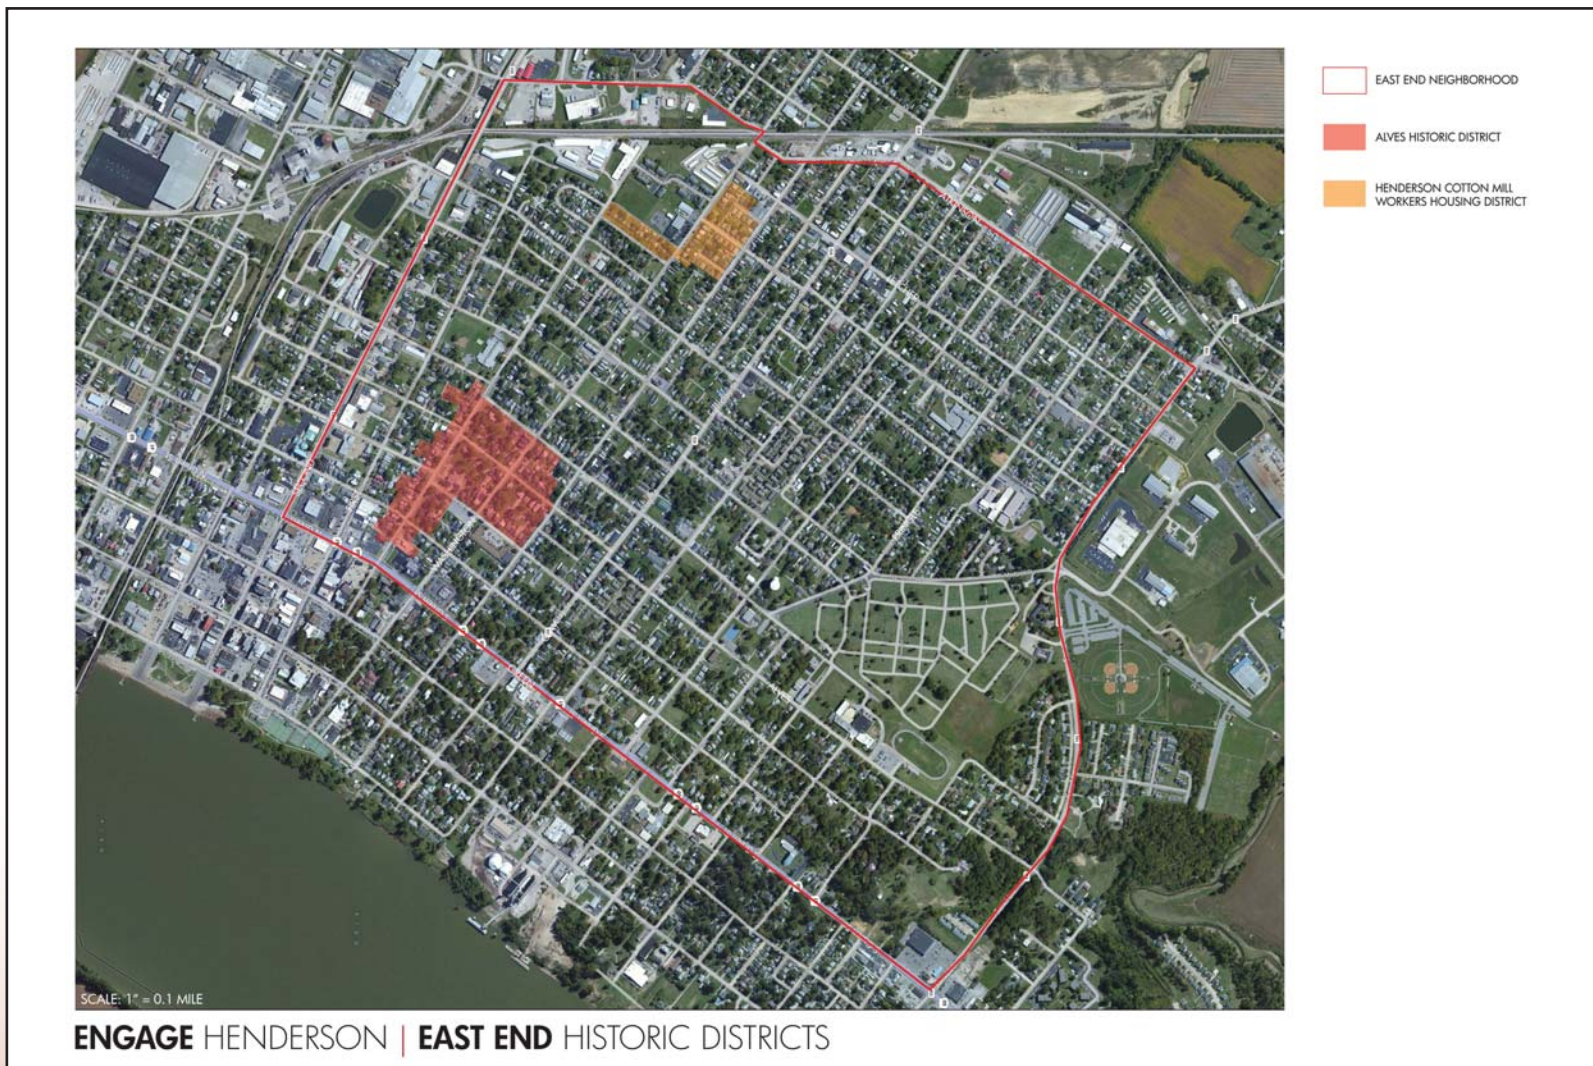 EAST END NEIGHBORHOOD
ALVES HISTORIC DISTRICT
HENDERSON COTTON MILL
WORKERS HOUSING DISTRICT
SCALE: 1" = 0.1 MILE
ENGAGE HENDERSON | EAST END HISTORIC DISTRICTS